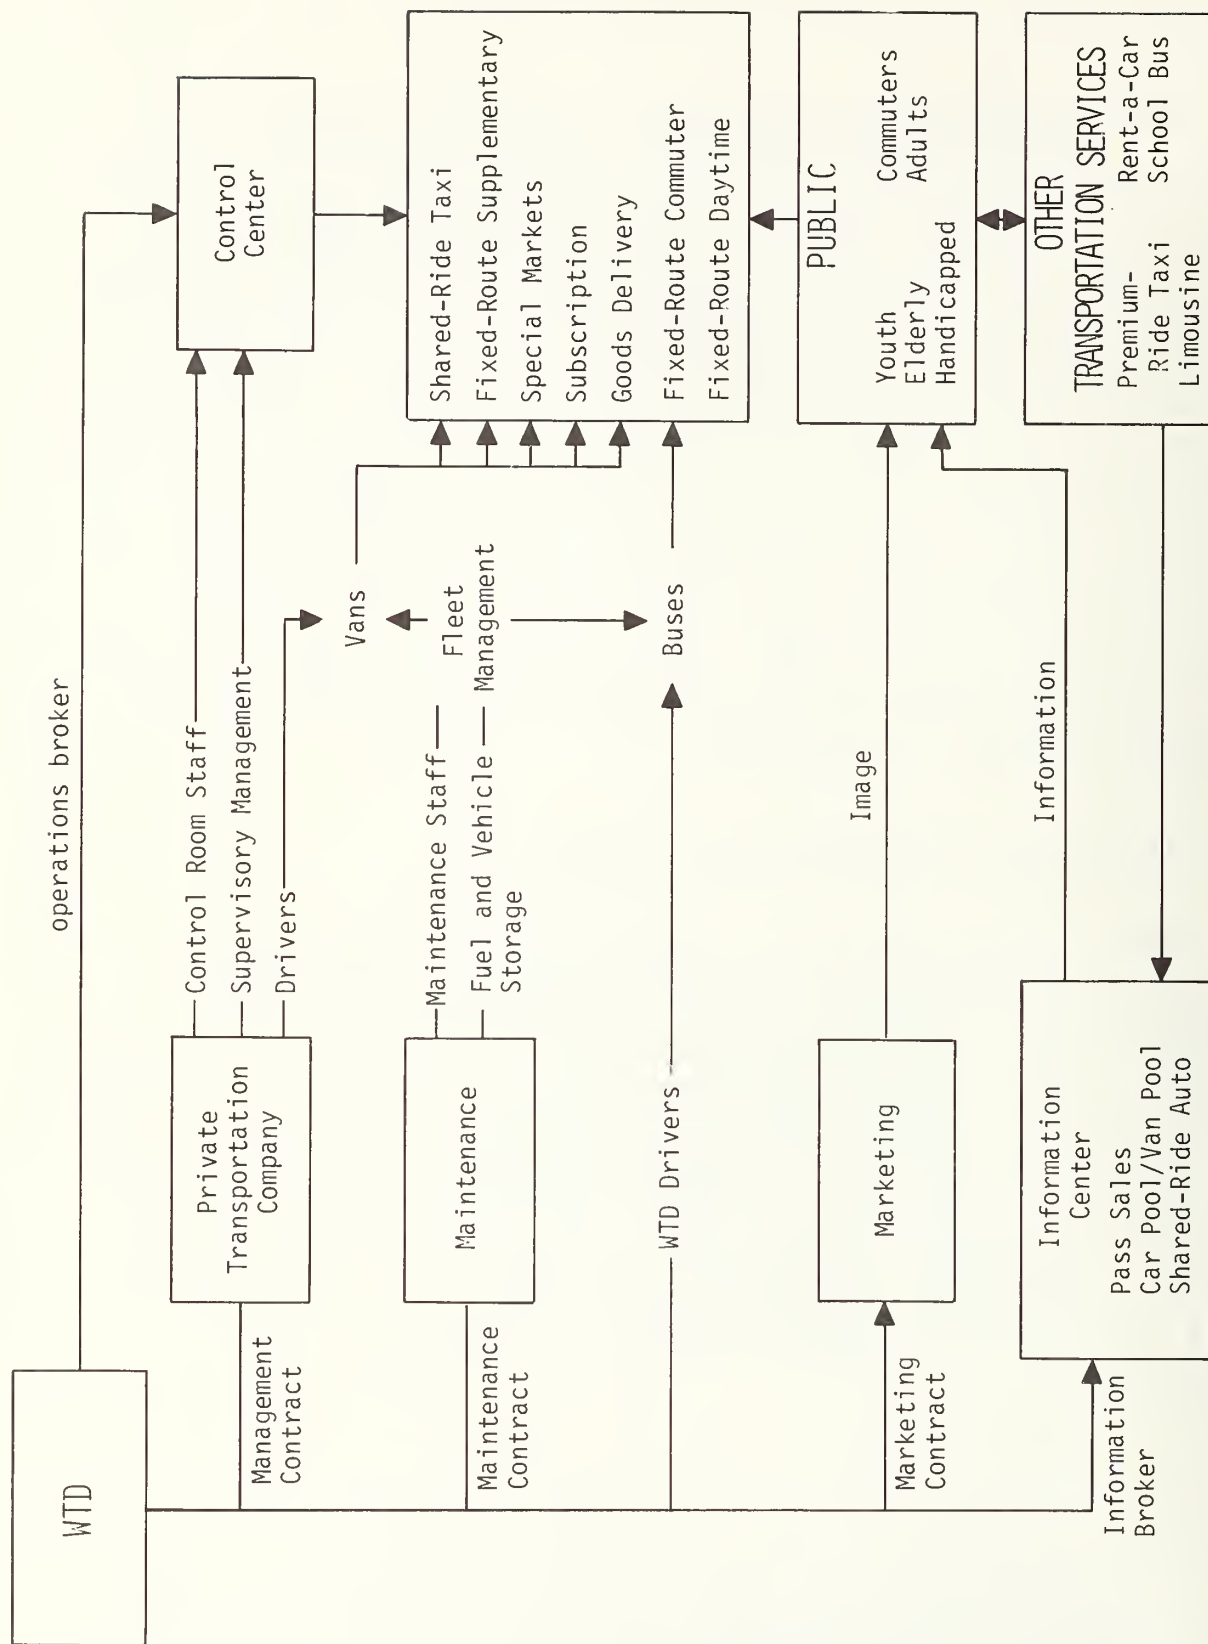 WTD
operations broker
Control
Center
Management
Contract
Private
Transportation
Company
Control Room Staff
Supervisory Management
Drivers
Vans
Shared-Ride Taxi
Fixed-Route Supplementary
Special Markets
Subscription
Goods Delivery
Fixed-Route Commuter
Fixed-Route Daytime
Maintenance
Contract
Maintenance
Maintenance Staff
Fuel and Vehicle
Storage
Fleet
Management
Buses
WTD Drivers
Marketing
Contract
Marketing
Image
PUBLIC
Youth Commuters
Elderly Adults
Handicapped
Information
Broker
Information
Center
Pass Sales
Car Pool/Van Pool
Shared-Ride Auto
Information
OTHER
TRANSPORTATION SERVICES
Premium- Rent-a-Car
Ride Taxi School Bus
Limousine